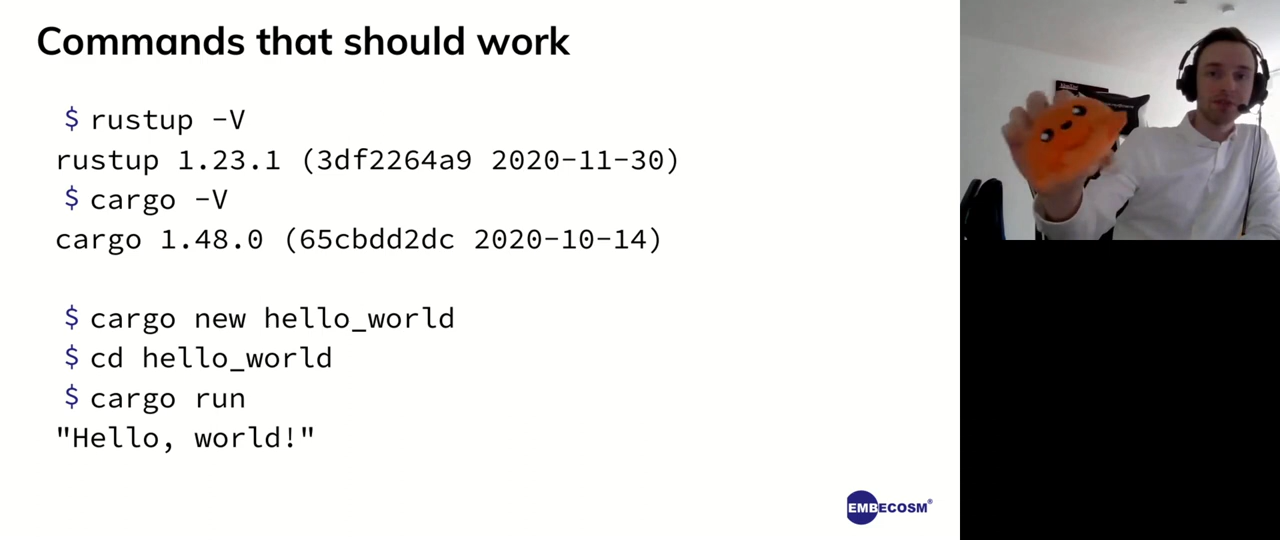 Commands that should work
$ rustup -V
rustup 1.23.1 (3df2264a9 2020-11-30)
$ cargo -V
cargo 1.48.0 (65cbdd2dc 2020-10-14)
$ cargo new hello_world
$ cd hello_world
$ cargo run
"Hello, world!"
EMBECOSM®